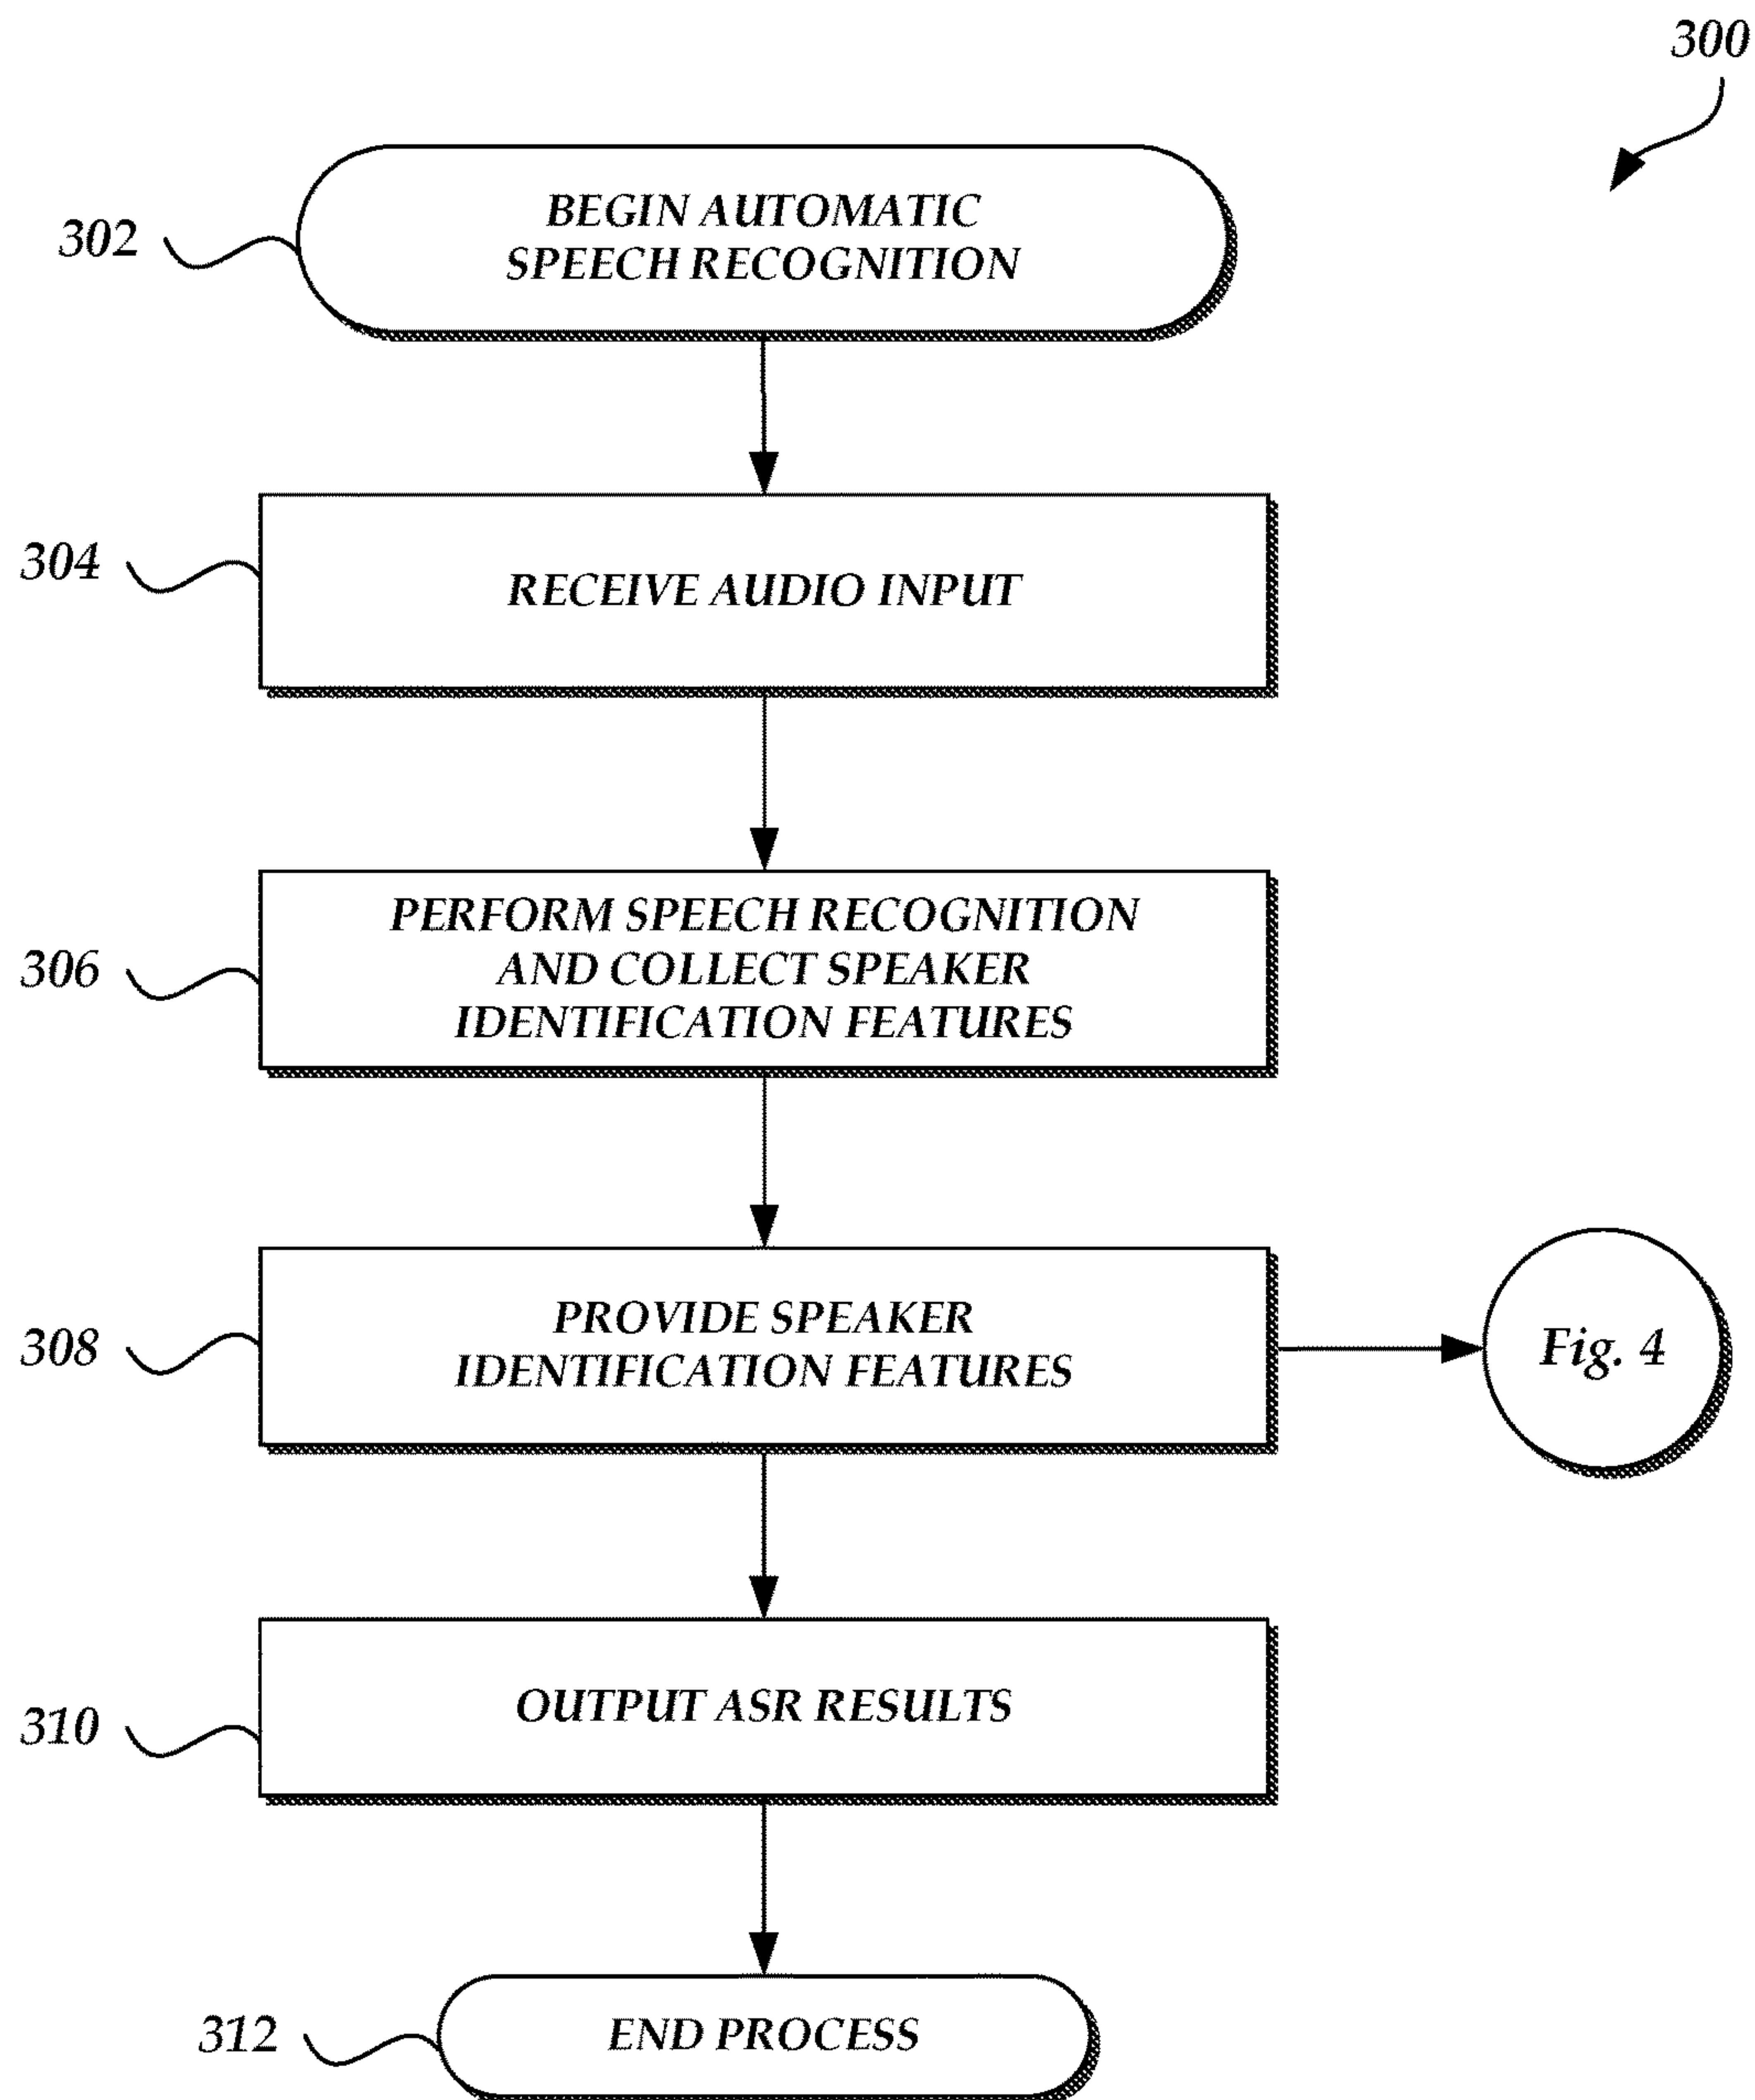 300
302
BEGIN AUTOMATIC
SPEECH RECOGNITION
304
RECEIVE AUDIO INPUT
306
PERFORM SPEECH RECOGNITION
AND COLLECT SPEAKER
IDENTIFICATION FEATURES
308
PROVIDE SPEAKER
IDENTIFICATION FEATURES
Fig. 4
310
OUTPUT ASR RESULTS
312
END PROCESS